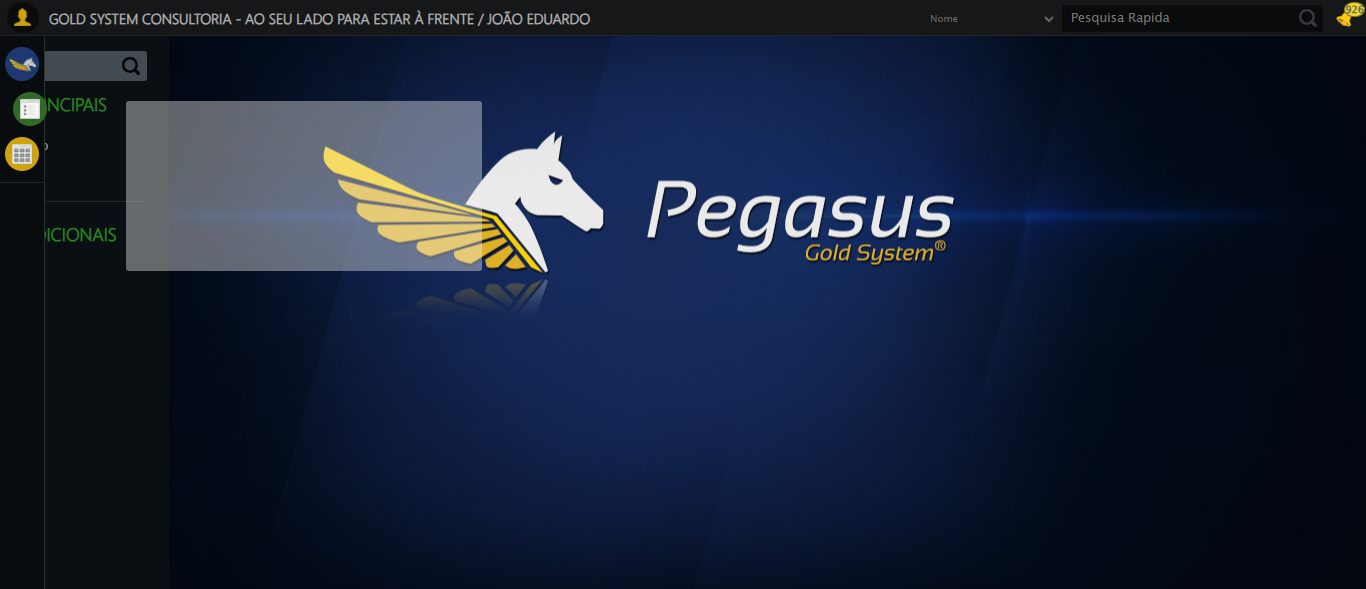 GOLD SYSTEM CONSULTORIA - AO SEU LADO PARA ESTAR À FRENTE / JOÃO EDUARDO
Nome
Pesquisa Rapida
926
NCIPAIS
DICIONAIS
Pegasus
Gold System®